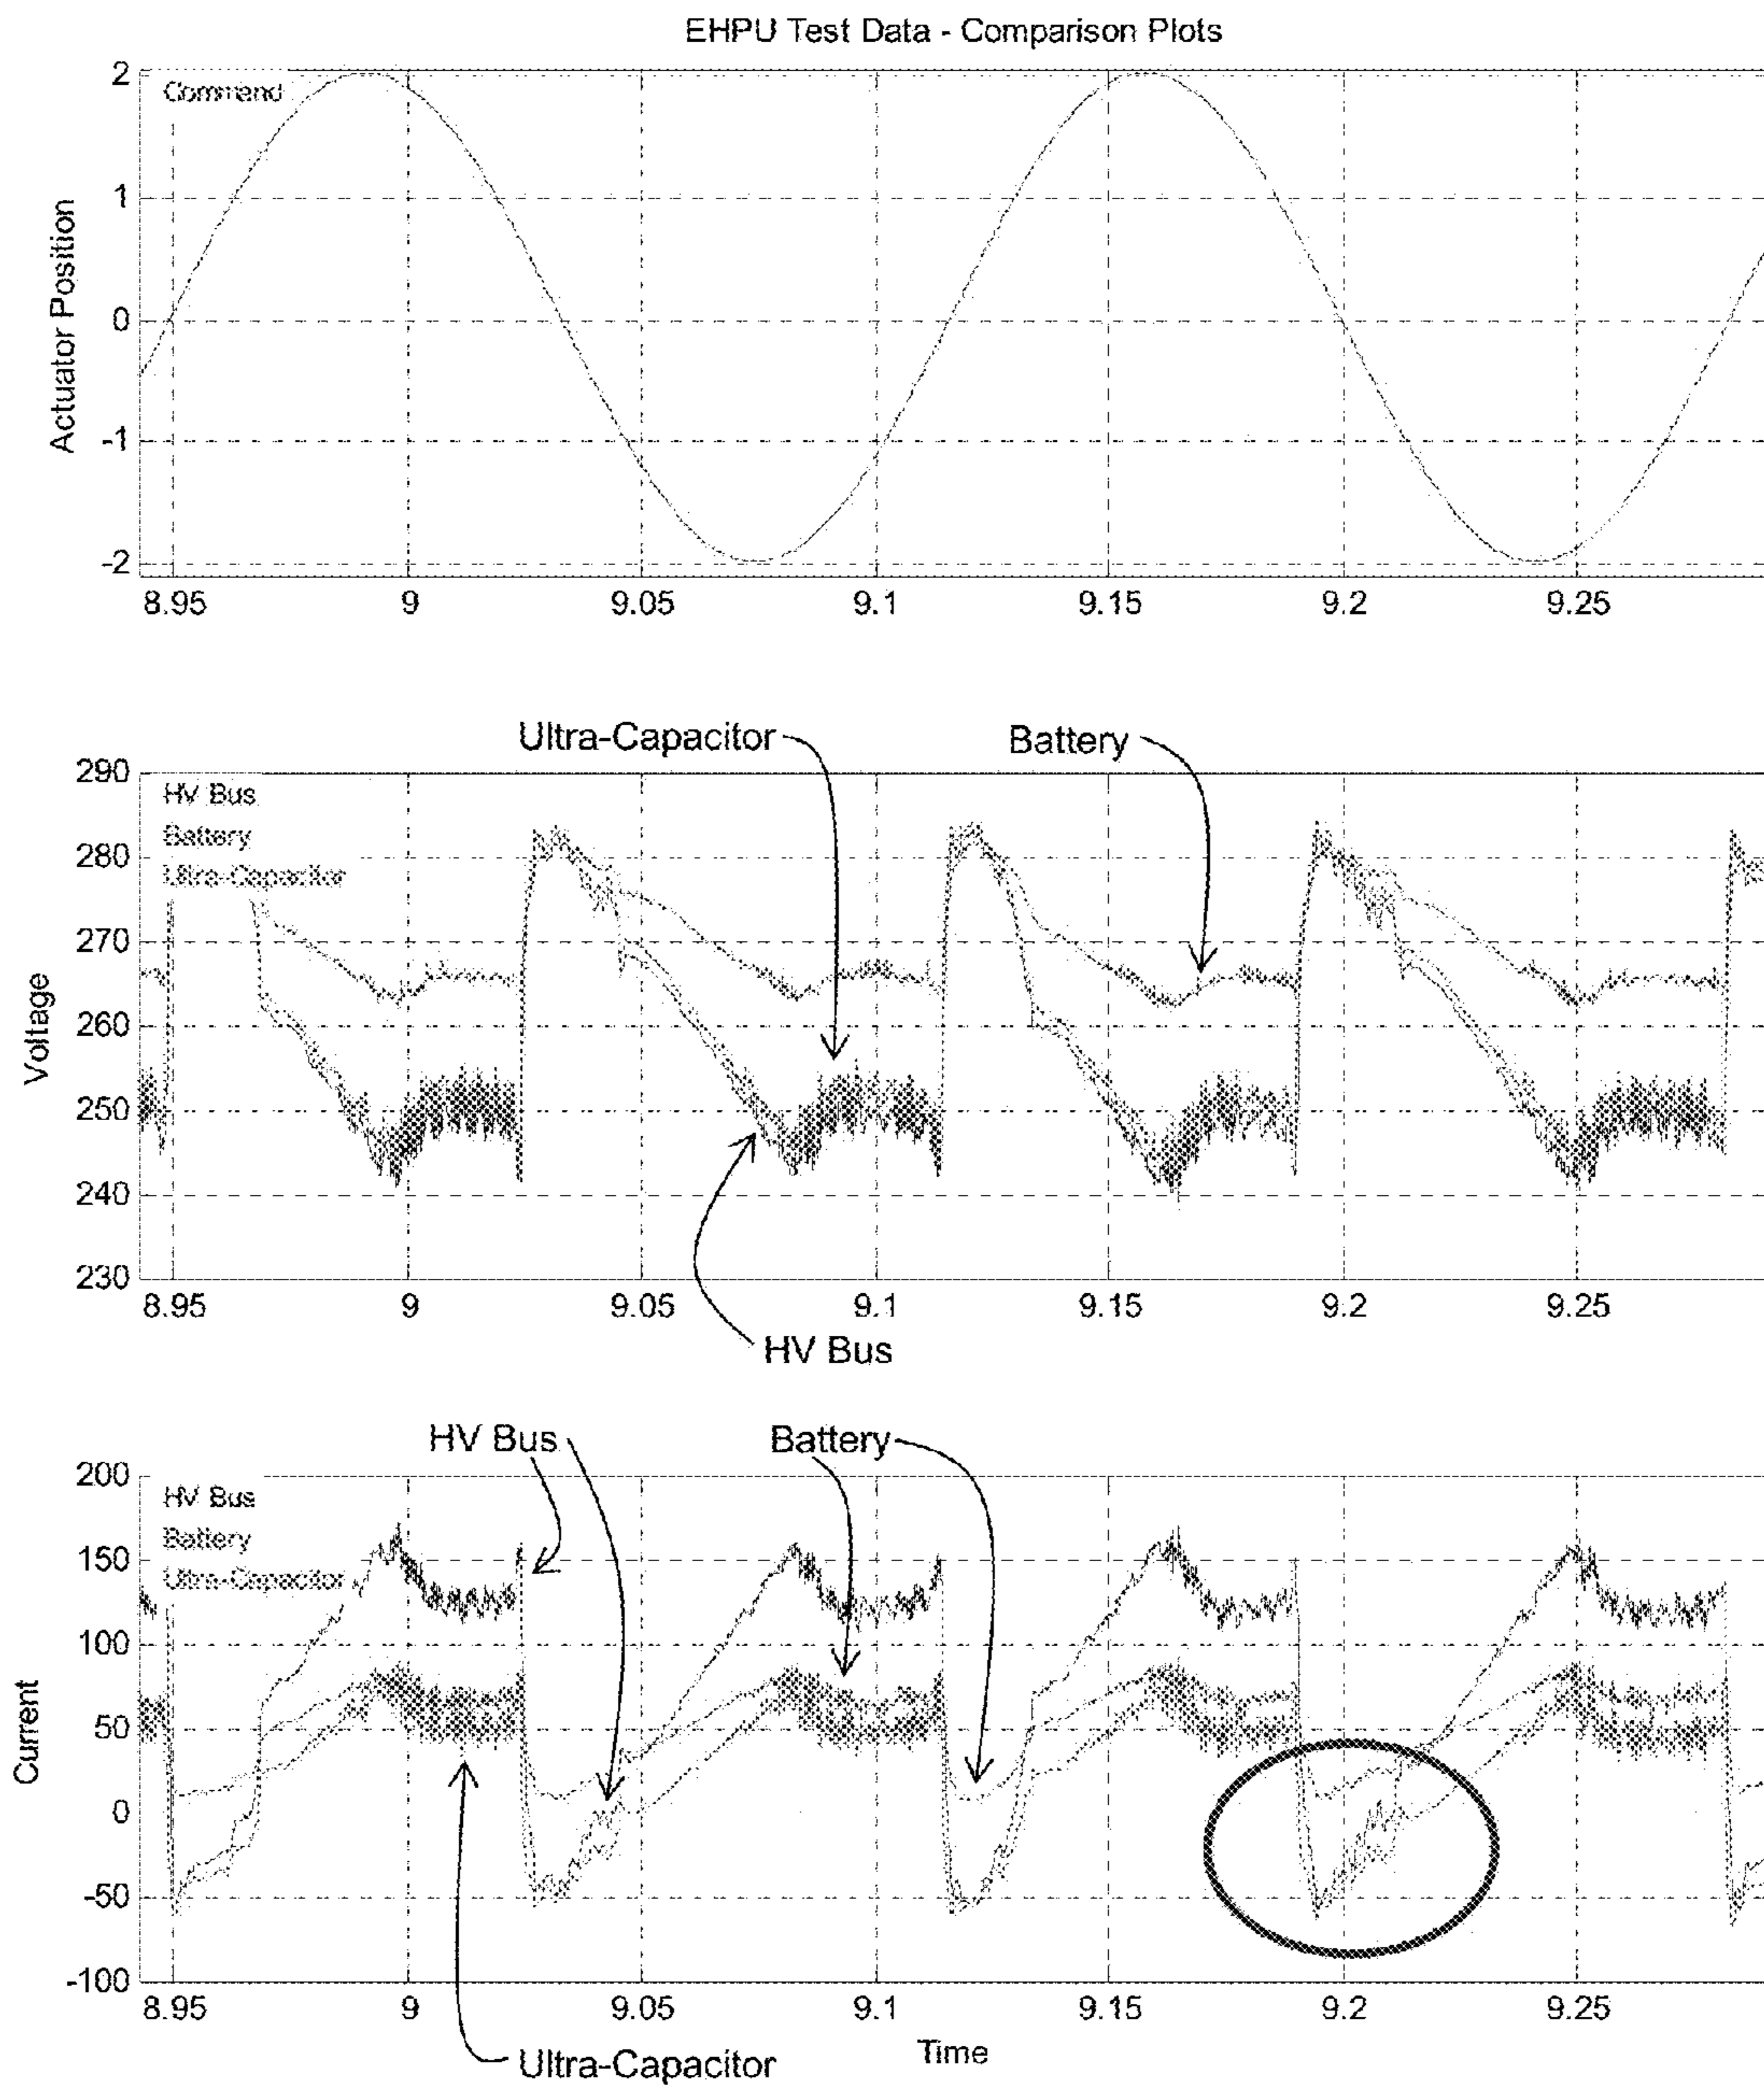 EHPU Test Data - Comparison Plots
2
Command
1
0
-1
-2
Actuator Position
8.95 9 9.05 9.1 9.15 9.2 9.25
Ultra-Capacitor
Battery
290
HV Bus
Battery
280
Ultra-Capacitor
270
260
250
240
230
Voltage
8.95 9 9.05 9.1 9.15 9.2 9.25
HV Bus
HV Bus
Battery
200
HV Bus
Battery
150
Ultra-Capacitor
100
50
0
-50
-100
Current
8.95 9 9.05 9.1 9.15 9.2 9.25
Time
Ultra-Capacitor